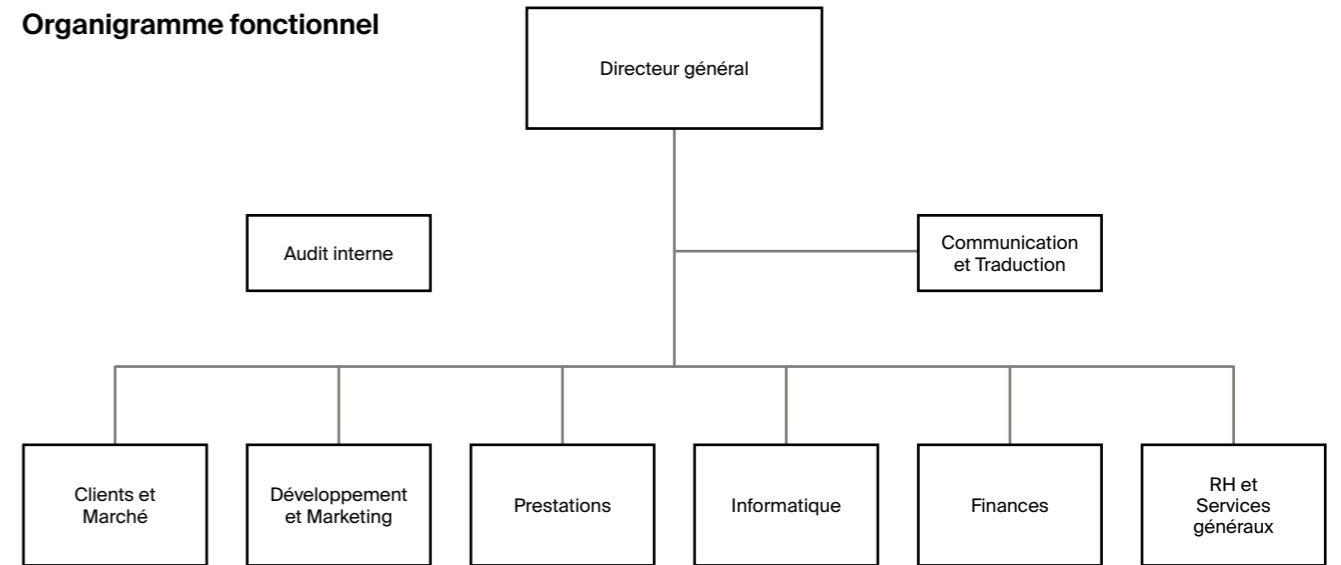 Organigramme fonctionnel
Directeur général
Audit interne
Communication
et Traduction
Clients et
Marché
Développement
et Marketing
Prestations
Informatique
Finances
RH et
Services
généraux